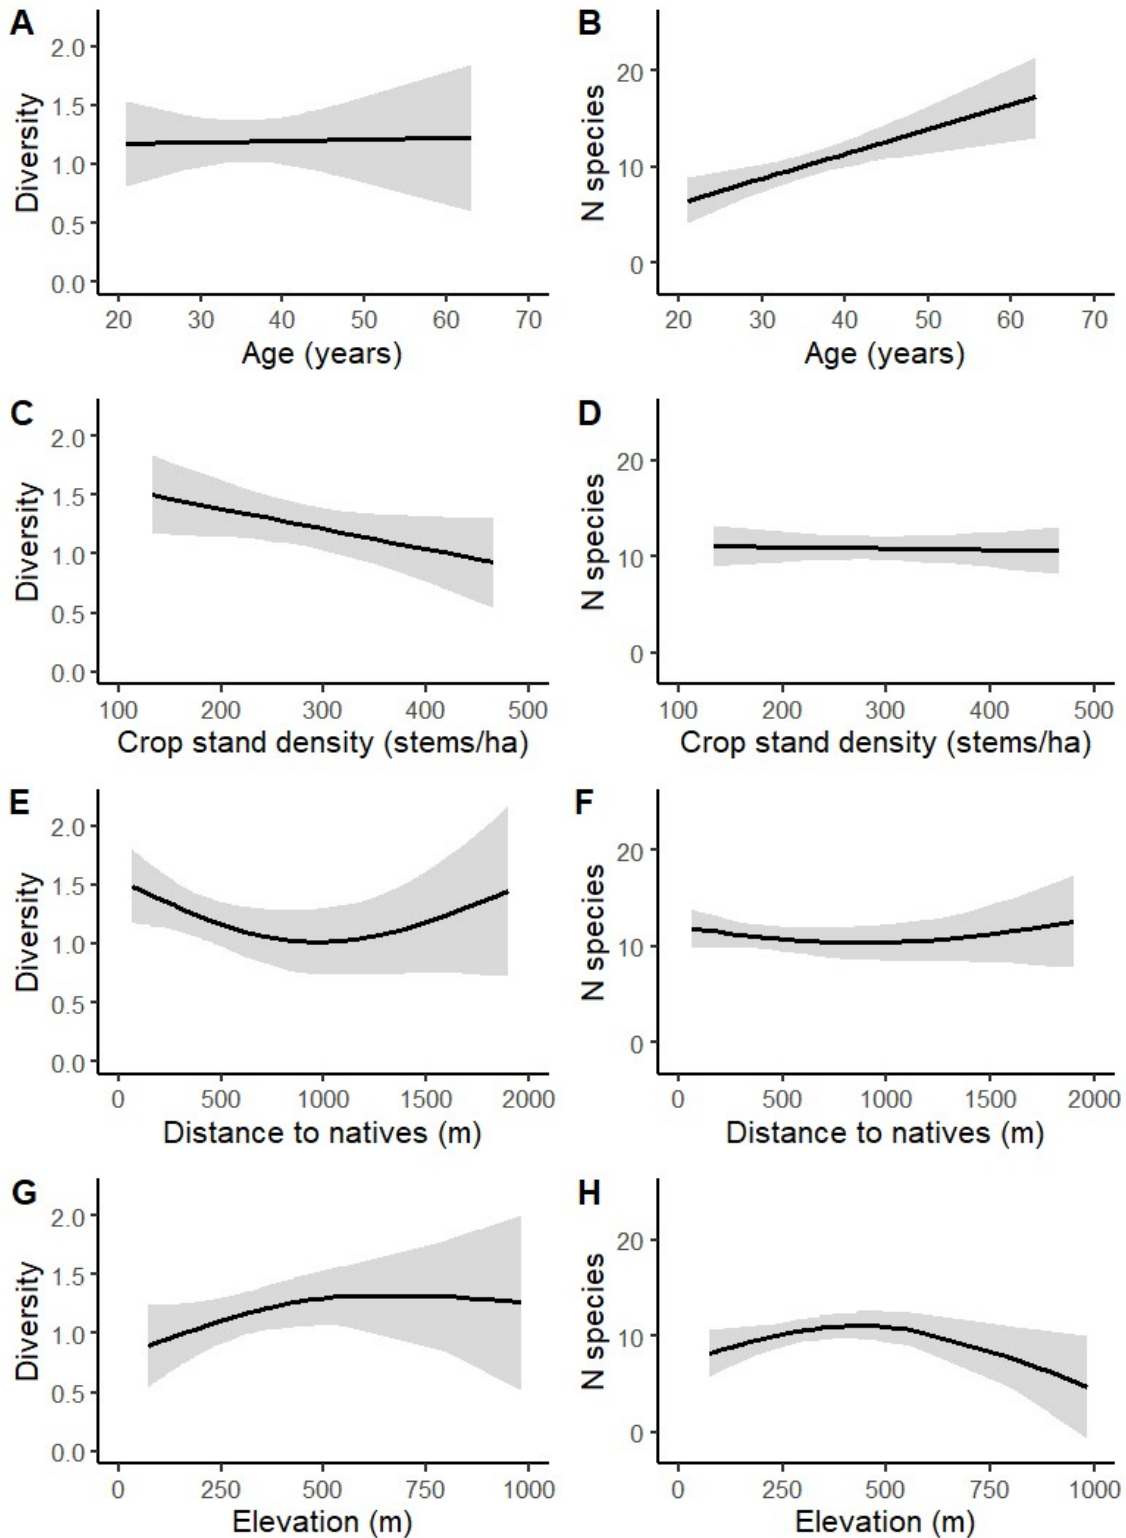 A
B
2.0
1.5
1.0
0.5
0.0
Diversity
20
10
0
N species
20 30 40 50 60 70
20 30 40 50 60 70
Age (years)
Age (years)
C
D
2.0
1.5
1.0
0.5
0.0
Diversity
20
10
0
N species
100 200 300 400 500
100 200 300 400 500
Crop stand density (stems/ha)
Crop stand density (stems/ha)
E
F
2.0
1.5
1.0
0.5
0.0
Diversity
20
10
0
N species
0 500 1000 1500 2000
0 500 1000 1500 2000
Distance to natives (m)
Distance to natives (m)
G
H
2.0
1.5
1.0
0.5
0.0
Diversity
20
10
0
N species
0 250 500 750 1000
0 250 500 750 1000
Elevation (m)
Elevation (m)